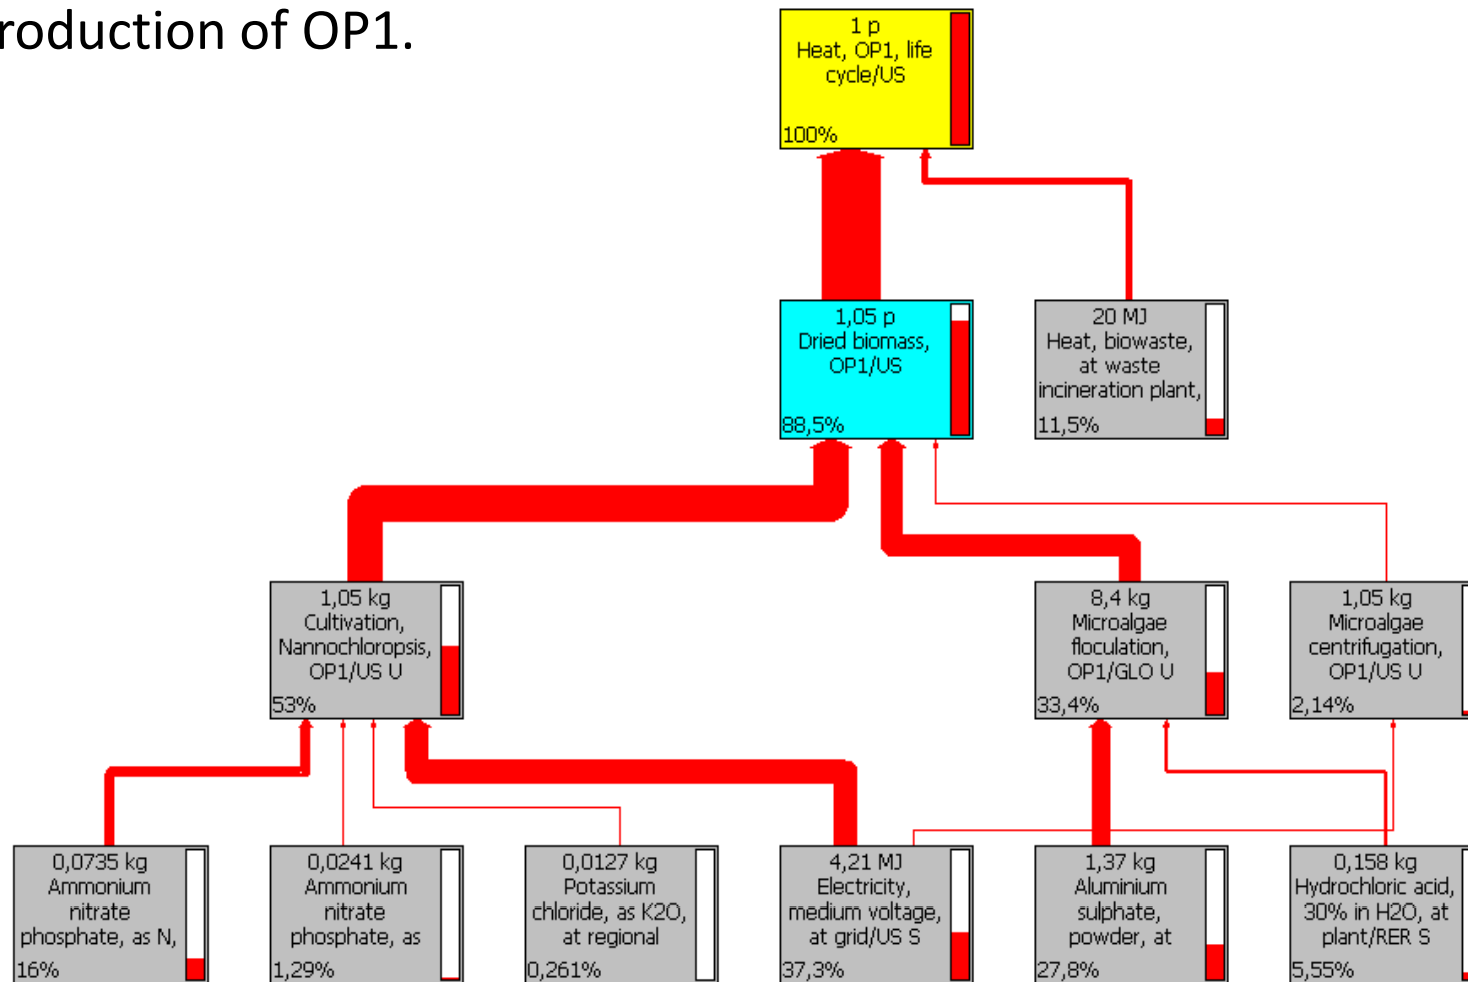 roduction of OP1.
1 p
Heat, OP1, life
cycle/US
100%
1,05 p
Dried biomass,
OP1/US
88,5%
20 MJ
Heat, biowaste,
at waste
incineration plant,
11,5%
1,05 kg
Cultivation,
Nannochloropsis,
OP1/US U
53%
8,4 kg
Microalgae
floculation,
OP1/GLO U
33,4%
1,05 kg
Microalgae
centrifugation,
OP1/US U
2,14%
0,0735 kg
Ammonium
nitrate
phosphate, as N,
16%
0,0241 kg
Ammonium
nitrate
phosphate, as
1,29%
0,0127 kg
Potassium
chloride, as K2O,
at regional
0,261%
4,21 MJ
Electricity,
medium voltage,
at grid/US S
37,3%
1,37 kg
Aluminium
sulphate,
powder, at
27,8%
0,158 kg
Hydrochloric acid,
30% in H2O, at
plant/RER S
5,55%